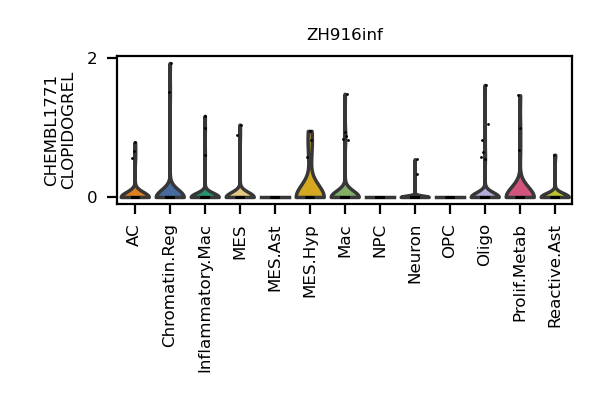 ZH916inf
CHEMBL1771
CLOPIDOGREL
2
0
AC
Chromatin.Reg
Inflammatory.Mac
MES
MES.Ast
MES.Hyp
Mac
NPC
Neuron
OPC
Oligo
Prolif.Metab
Reactive.Ast